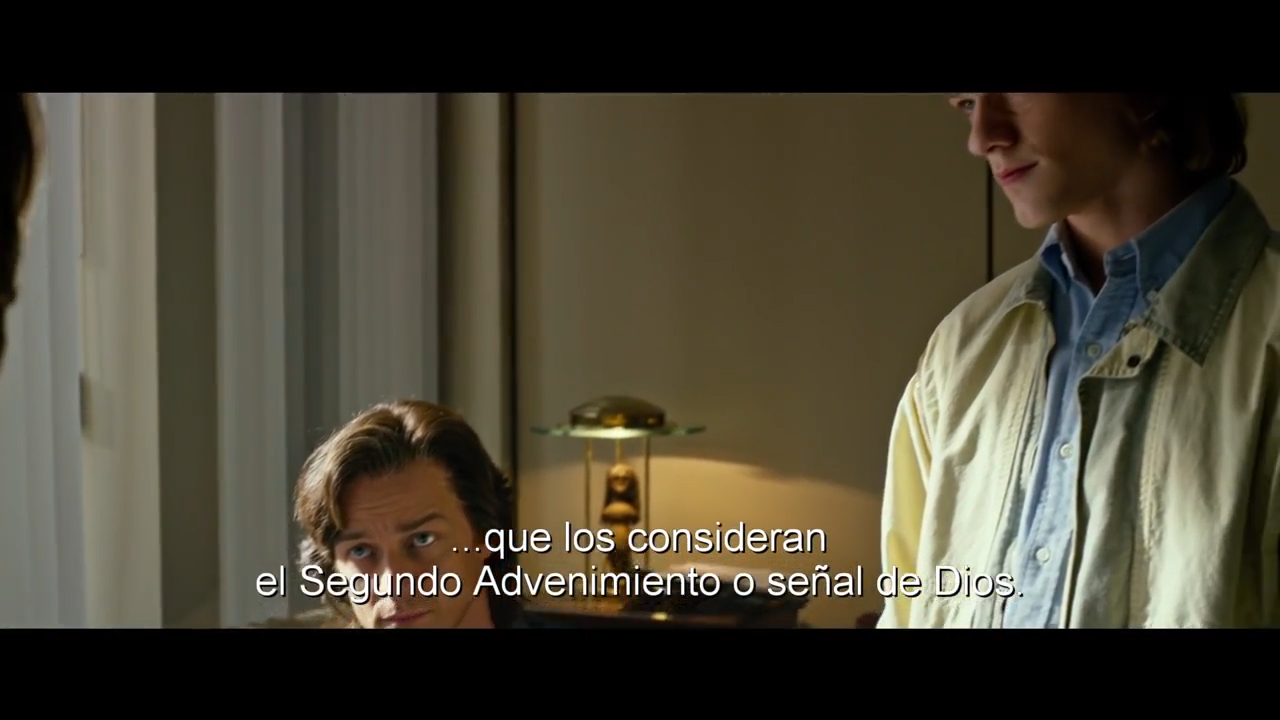 ...que los consideran
el Segundo Advenimiento o señal de Dios.